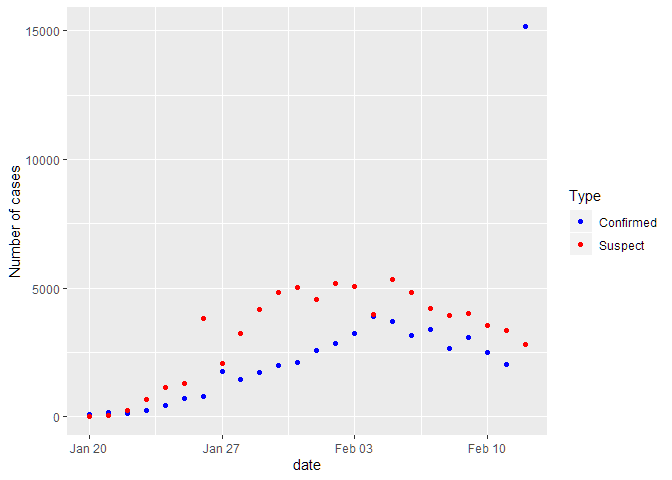 15000
10000
5000
0
Number of cases
Jan 20
Jan 27
Feb 03
Feb 10
date
Type
Confirmed
Suspect